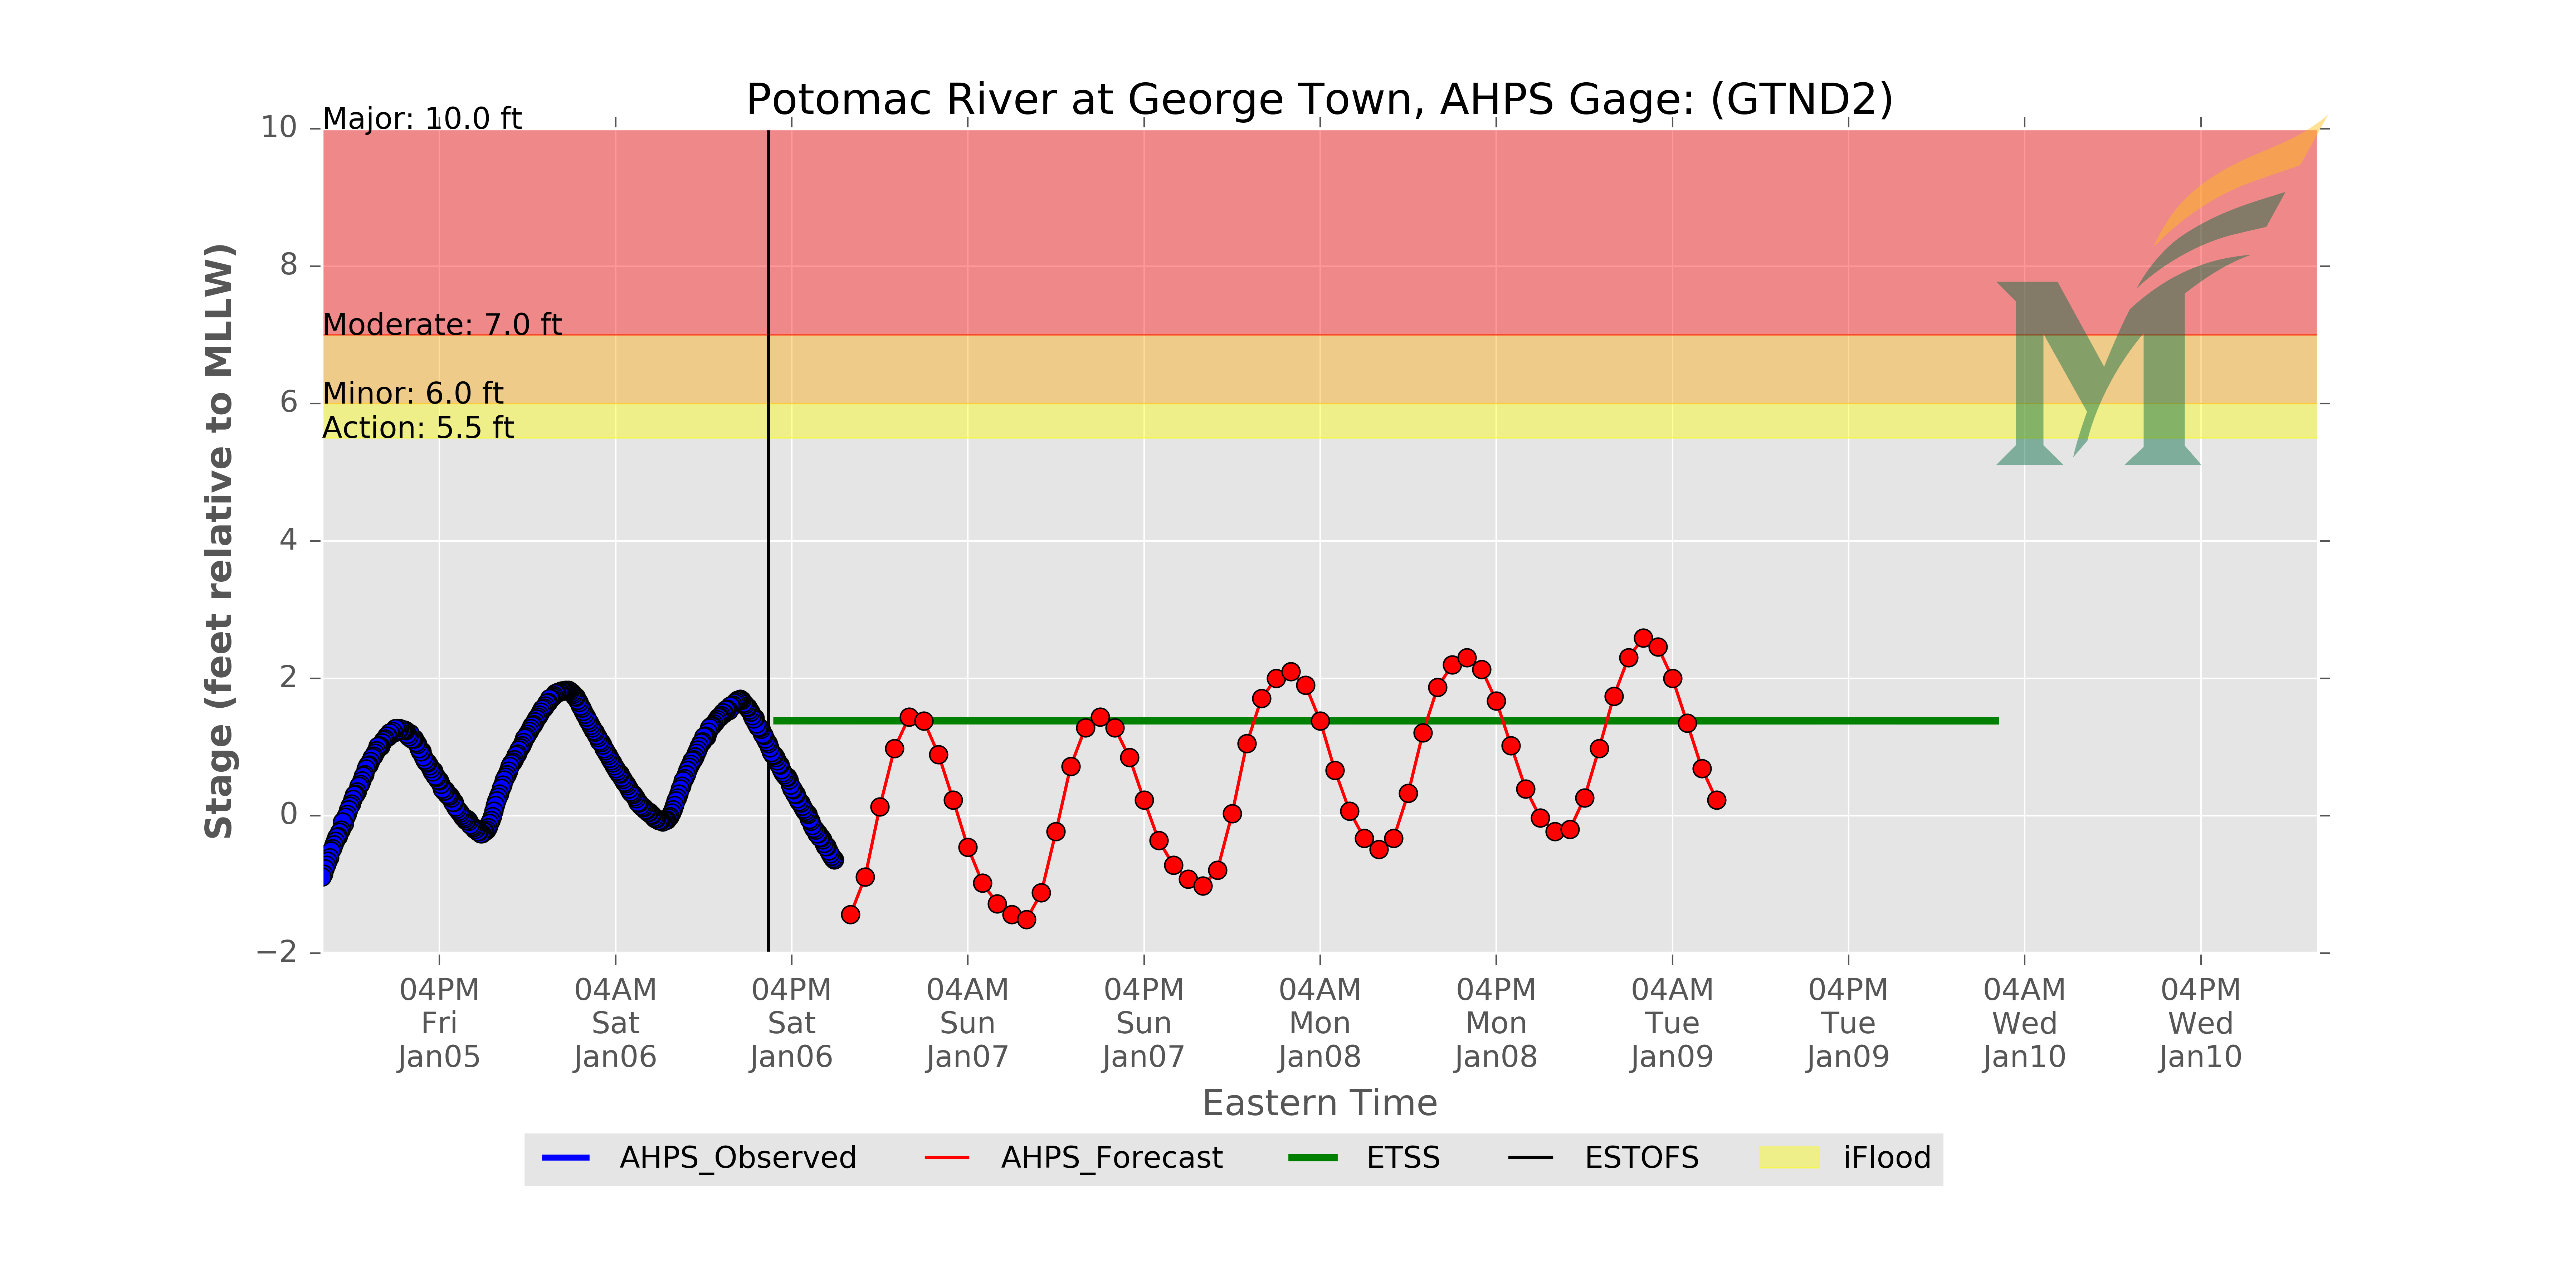 Potomac River at George Town, AHPS Gage: (GTND2)
Major: 10.0 ft
Moderate: 7.0 ft
Minor: 6.0 ft
Action: 5.5 ft
Stage (feet relative to MLLW)
10
8
6
4
2
0
−2
04PM 04AM 04PM 04AM 04PM 04AM 04PM 04AM 04PM 04AM 04PM
Fri Sat Sat Sun Sun Mon Mon Tue Tue Wed Wed
Jan05 Jan06 Jan06 Jan07 Jan07 Jan08 Jan08 Jan09 Jan09 Jan10 Jan10
Eastern Time
AHPS_Observed AHPS_Forecast ETSS ESTOFS iFlood
M